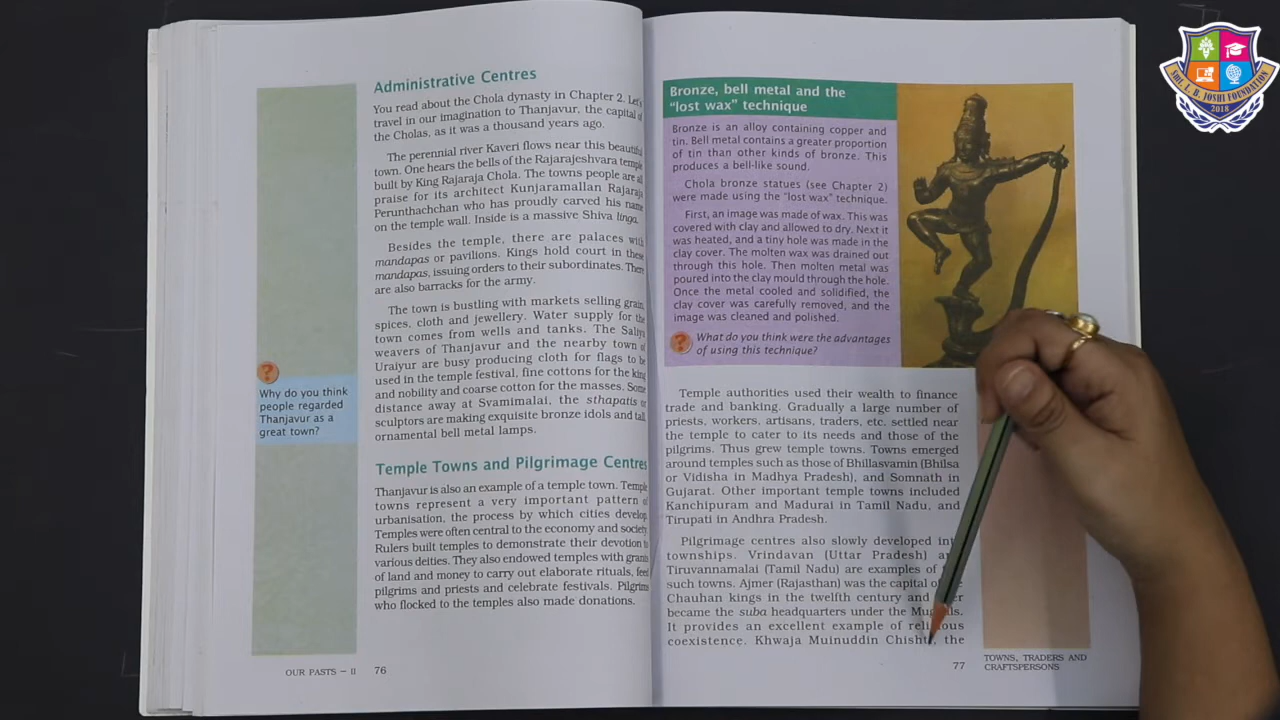 Administrative Centres
You read about the Chola dynasty in Chapter 2. Let's
travel in our imagination to Thanjavur, the capital of
the Cholas, as it was a thousand years ago.
The perennial river Kaveri flows near this beautiful
town. One hears the bells of the Rajarajeshvara temple
built by King Rajaraja Chola. The towns people are all
praise for its architect Kunjaramallan Rajaraja
Perunthachchan who has proudly carved his name
on the temple wall. Inside is a massive Shiva linga.
Besides the temple, there are palaces with
mandapas or pavilions. Kings hold court in these
mandapas, issuing orders to their subordinates. There
are also barracks for the army.
The town is bustling with markets selling grain,
spices, cloth and jewellery. Water supply for the
town comes from wells and tanks. The Saliya
weavers of Thanjavur and the nearby town of
Uraiyur are busy producing cloth for flags to be
used in the temple festival, fine cottons for the king
and nobility and coarse cotton for the masses. Some
distance away at Svamimalai, the sthapatis or
sculptors are making exquisite bronze idols and tall,
ornamental bell metal lamps.
?
Why do you think
people regarded
Thanjavur as a
great town?
Temple Towns and Pilgrimage Centres
Thanjavur is also an example of a temple town. Temple
towns represent a very important pattern of
urbanisation, the process by which cities develop.
Temples were often central to the economy and society.
Rulers built temples to demonstrate their devotion to
various deities. They also endowed temples with grants
of land and money to carry out elaborate rituals, feed
pilgrims and priests and celebrate festivals. Pilgrims
who flocked to the temples also made donations.
OUR PASTS – II 76
Bronze, bell metal and the
“lost wax” technique
Bronze is an alloy containing copper and
tin. Bell metal contains a greater proportion
of tin than other kinds of bronze. This
produces a bell-like sound.
Chola bronze statues (see Chapter 2)
were made using the “lost wax” technique.
First, an image was made of wax. This was
covered with clay and allowed to dry. Next it
was heated, and a tiny hole was made in the
clay cover. The molten wax was drained out
through this hole. Then molten metal was
poured into the clay mould through the hole.
Once the metal cooled and solidified, the
clay cover was carefully removed, and the
image was cleaned and polished.
? What do you think were the advantages
of using this technique?
Temple authorities used their wealth to finance
trade and banking. Gradually a large number of
priests, workers, artisans, traders, etc. settled near
the temple to cater to its needs and those of the
pilgrims. Thus grew temple towns. Towns emerged
around temples such as those of Bhillasvamin (Bhilsa
or Vidisha in Madhya Pradesh), and Somnath in
Gujarat. Other important temple towns included
Kanchipuram and Madurai in Tamil Nadu, and
Tirupati in Andhra Pradesh.
Pilgrimage centres also slowly developed into
townships. Vrindavan (Uttar Pradesh)
Tiruvannamalai (Tamil Nadu) are examples of
such towns. Ajmer (Rajasthan) was the capital of
Chauhan kings in the twelfth century and
became the suba headquarters under the Mughals.
It provides an excellent example of religious
coexistence. Khwaja Muinuddin Chishti, the
77
TOWNS, TRADERS AND
CRAFTSPERSONS
SMT. L. B. JOSHI FOUNDATION
2018